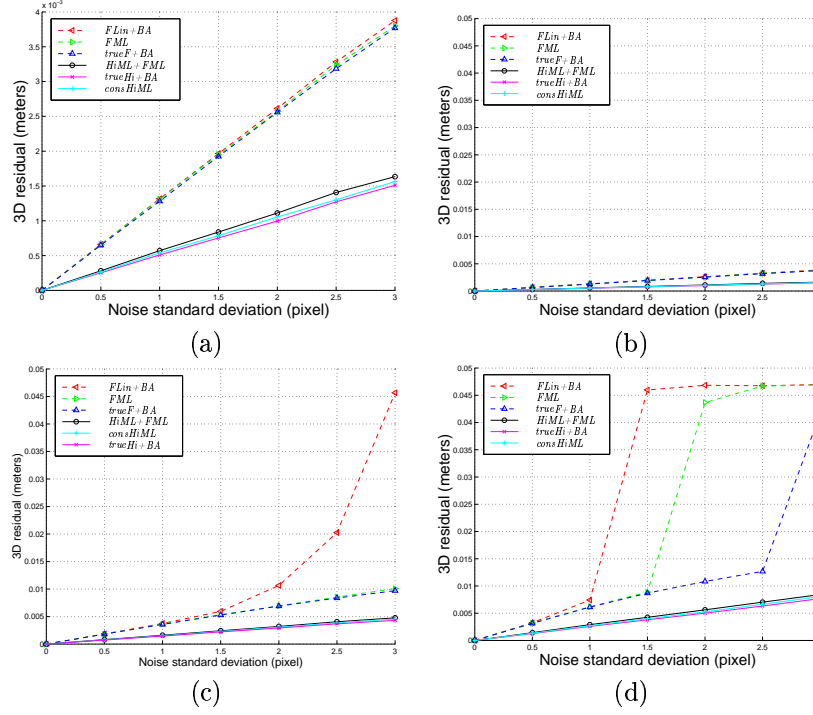 x 10⁻³
4
3.5
3
2.5
2
1.5
1
0.5
0
3D residual (meters)
FLin+BA
FML
trueF+BA
HiML+FML
trueHi+BA
consHiML
0 0.5 1 1.5 2 2.5 3
Noise standard deviation (pixel)
(a)
0.05
0.045
0.04
0.035
0.03
0.025
0.02
0.015
0.01
0.005
0
3D residual (meters)
FLin+BA
FML
trueF+BA
HiML+FML
trueHi+BA
consHiML
0 0.5 1 1.5 2 2.5
Noise standard deviation (pixel)
(b)
0.05
0.045
0.04
0.035
0.03
0.025
0.02
0.015
0.01
0.005
0
3D residual (meters)
FLin+BA
FML
trueF+BA
HiML+FML
consHiML
trueHi+BA
0 0.5 1 1.5 2 2.5 3
Noise standard deviation (pixel)
(c)
0.05
0.045
0.04
0.035
0.03
0.025
0.02
0.015
0.01
0.005
0
3D residual (meters)
FLin+BA
FML
trueF+BA
HiML+FML
trueHi+BA
consHiML
0 0.5 1 1.5 2 2.5
Noise standard deviation (pixel)
(d)